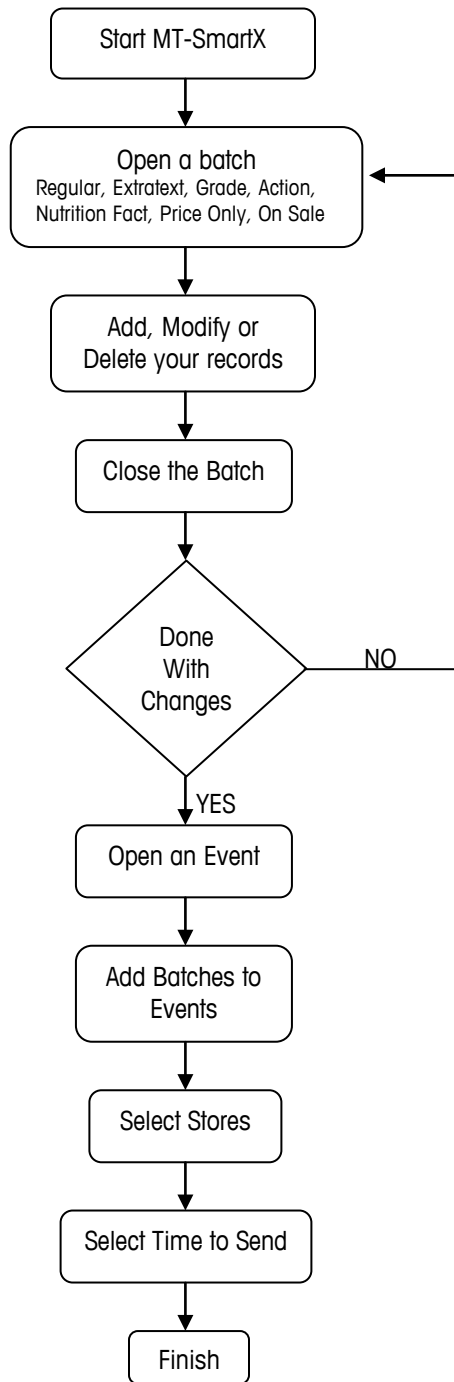 Start MT-SmartX
Open a batch
Regular, Extratext, Grade, Action,
Nutrition Fact, Price Only, On Sale
Add, Modify or
Delete your records
Close the Batch
Done
With
Changes
NO
YES
Open an Event
Add Batches to
Events
Select Stores
Select Time to Send
Finish